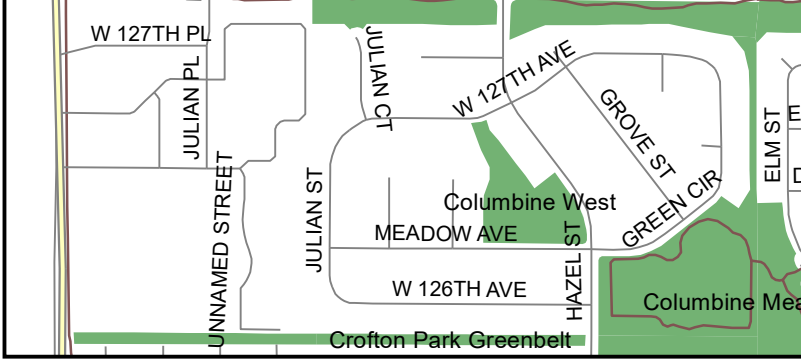 W 127TH PL
JULIAN PL
JULIAN CT
W 127TH AVE
GROVE ST
ELM ST
E
D
UNNAMED STREET
JULIAN ST
Columbine West
MEADOW AVE
GREEN CIR
HAZEL ST
W 126TH AVE
Columbine Mea
Crofton Park Greenbelt